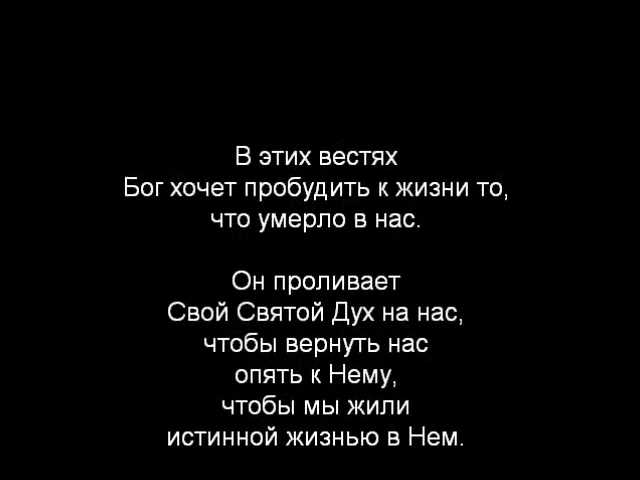 В этих вестях
Бог хочет пробудить к жизни то,
что умерло в нас.
Он проливает
Свой Святой Дух на нас,
чтобы вернуть нас
опять к Нему,
чтобы мы жили
истинной жизнью в Нем.